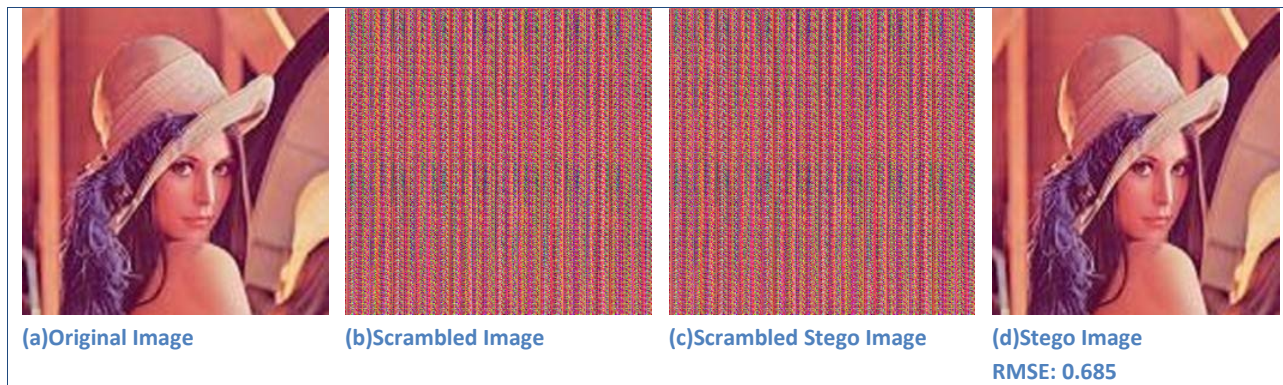 (a)Original Image
(b)Scrambled Image
(c)Scrambled Stego Image
(d)Stego Image
RMSE: 0.685